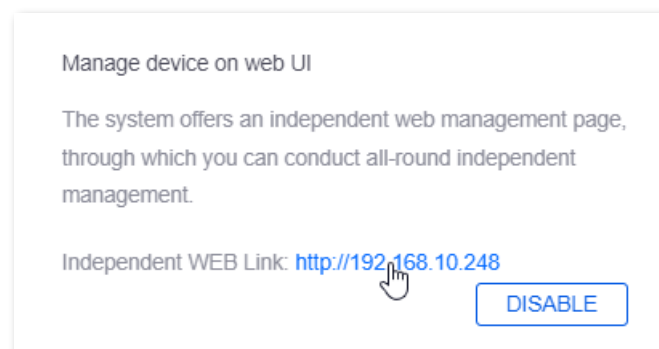 Manage device on web UI
The system offers an independent web management page,
through which you can conduct all-round independent
management.
Independent WEB Link: http://192.168.10.248
DISABLE